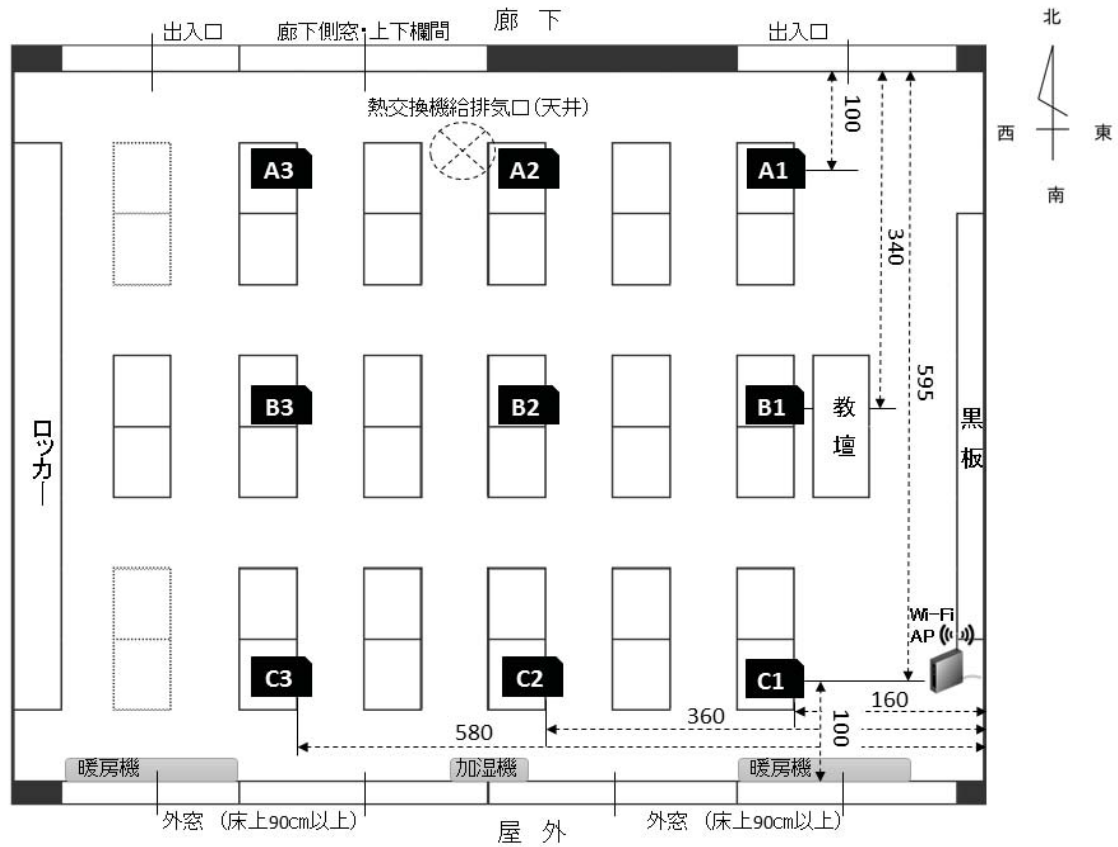 廊 下
出入口
廊下側窓・上下欄間
出入口
北
西
東
南
熱交換機給排気口(天井)
100
A3
A2
A1
340
595
B3
B2
B1
教
壇
黒
板
ロッカー
Wi-Fi
AP
C3
C2
C1
160
360
100
580
暖房機
加湿機
暖房機
外窓 (床上90cm以上)
屋 外
外窓 (床上90cm以上)